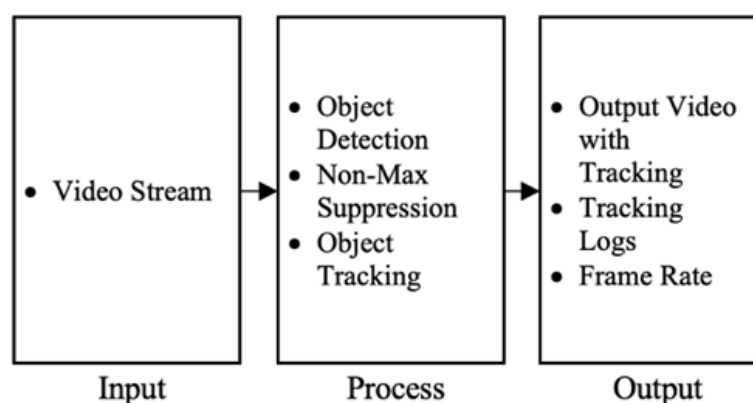 • Video Stream
• Object
Detection
• Non-Max
Suppression
• Object
Tracking
• Output Video
with
Tracking
• Tracking
Logs
• Frame Rate
Input
Process
Output